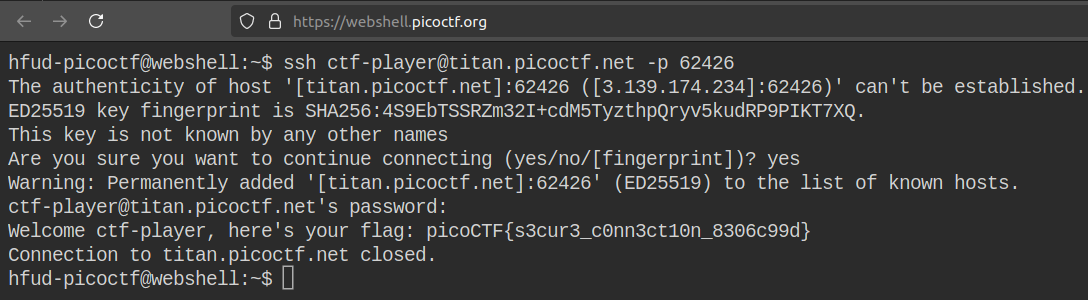 https://webshell.picoctf.org
hfud-picoctf@webshell:~$ ssh ctf-player@titan.picoctf.net -p 62426
The authenticity of host '[titan.picoctf.net]:62426 ([3.139.174.234]:62426)' can't be established.
ED25519 key fingerprint is SHA256:4S9EbTSSRZm32I+cdM5TyzthpQryv5kudRP9PIKT7XQ.
This key is not known by any other names
Are you sure you want to continue connecting (yes/no/[fingerprint])? yes
Warning: Permanently added '[titan.picoctf.net]:62426' (ED25519) to the list of known hosts.
ctf-player@titan.picoctf.net's password:
Welcome ctf-player, here's your flag: picoCTF{s3cur3_c0nn3ct10n_8306c99d}
Connection to titan.picoctf.net closed.
hfud-picoctf@webshell:~$